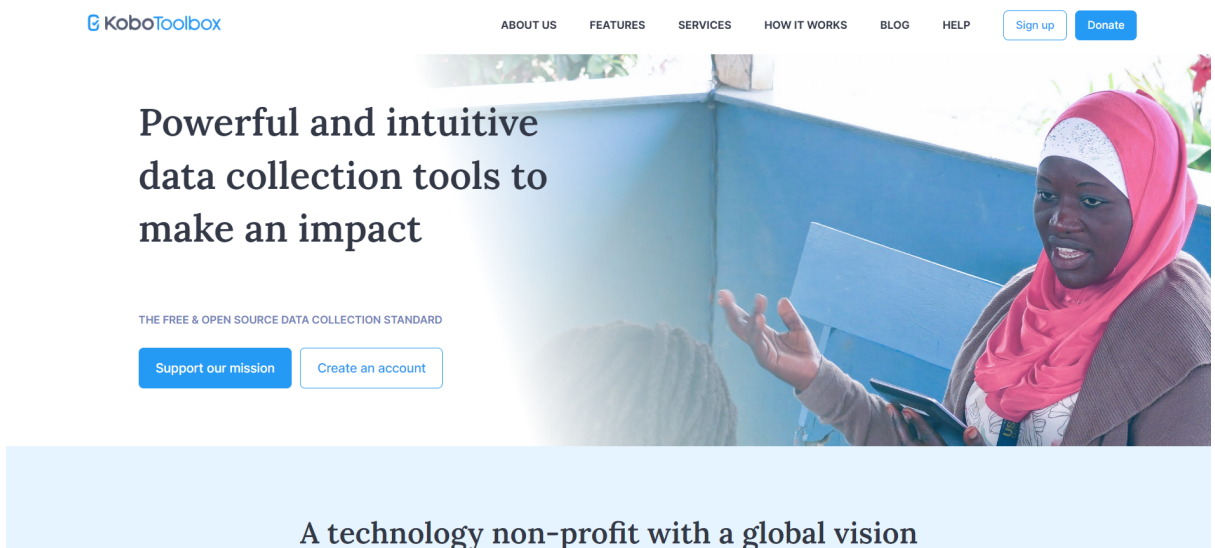 KoboToolbox
ABOUT US FEATURES SERVICES HOW IT WORKS BLOG HELP Sign up Donate
Powerful and intuitive
data collection tools to
make an impact
THE FREE & OPEN SOURCE DATA COLLECTION STANDARD
Support our mission Create an account
A technology non-profit with a global vision